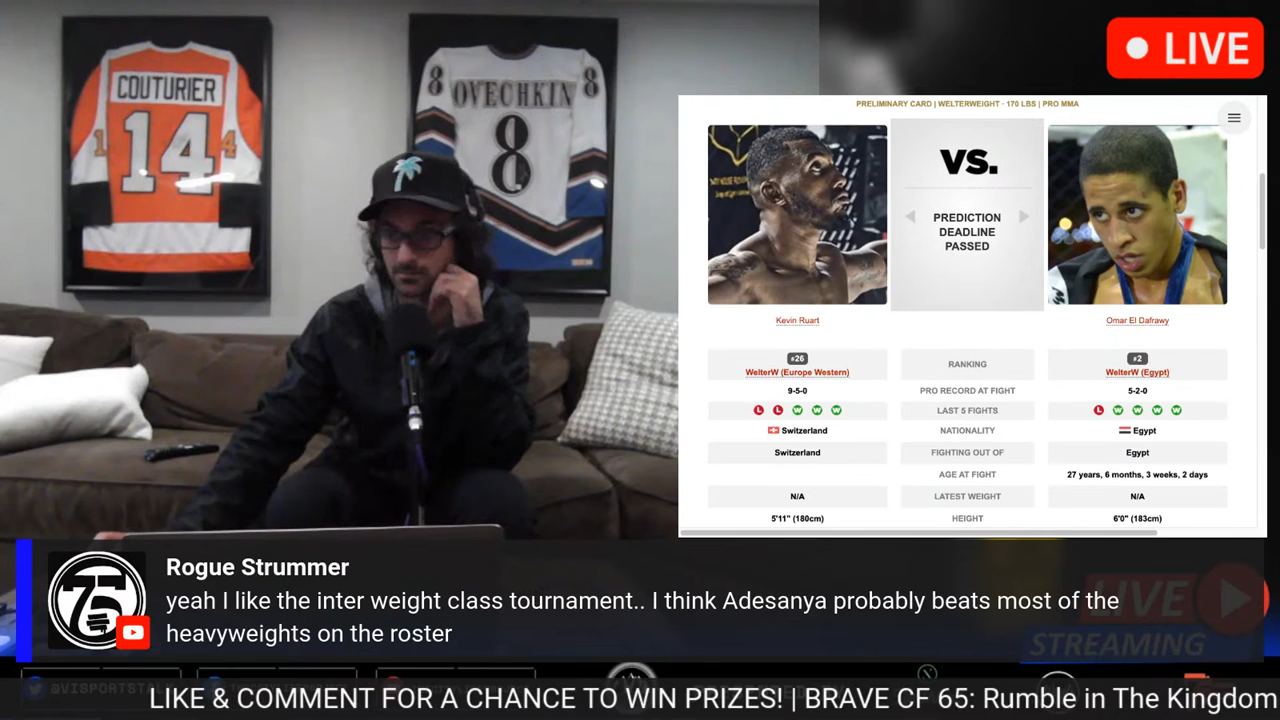 COUTURIER
14
14
8
OVECHKIN
8
8
LIVE
PRELIMINARY CARD | WELTERWEIGHT · 170 LBS | PRO MMA
VS.
PREDICTION
DEADLINE
PASSED
Kevin Ruart
Omar El Dafrawy
#26
RANKING
#2
WelterW (Europe Western)
WelterW (Egypt)
9-5-0
PRO RECORD AT FIGHT
5-2-0
L L W W W
LAST 5 FIGHTS
L W W W W
Switzerland
NATIONALITY
Egypt
Switzerland
FIGHTING OUT OF
Egypt
AGE AT FIGHT
27 years, 6 months, 3 weeks, 2 days
N/A
LATEST WEIGHT
N/A
5'11" (180cm)
HEIGHT
6'0" (183cm)
75
Rogue Strummer
yeah I like the inter weight class tournament.. I think Adesanya probably beats most of the
heavyweights on the roster
LIVE
STREAMING
LIKE & COMMENT FOR A CHANCE TO WIN PRIZES! | BRAVE CF 65: Rumble in The Kingdom